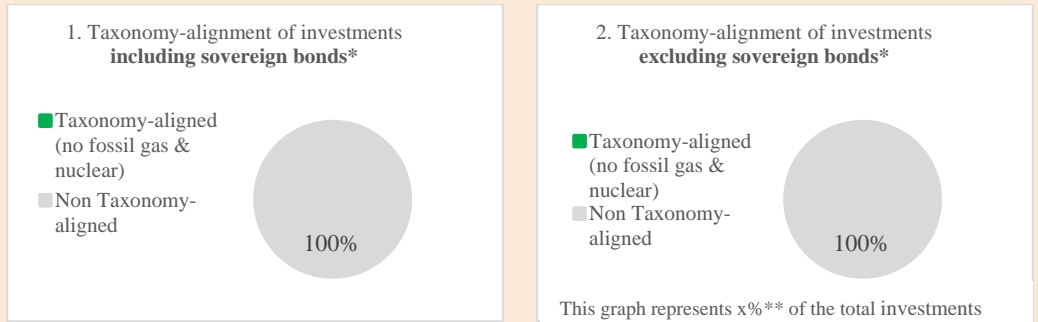 1. Taxonomy-alignment of investments
including sovereign bonds*
Taxonomy-aligned
(no fossil gas &
nuclear)
Non Taxonomy-
aligned
100%
2. Taxonomy-alignment of investments
excluding sovereign bonds*
Taxonomy-aligned
(no fossil gas &
nuclear)
Non Taxonomy-
aligned
100%
This graph represents x%** of the total investments